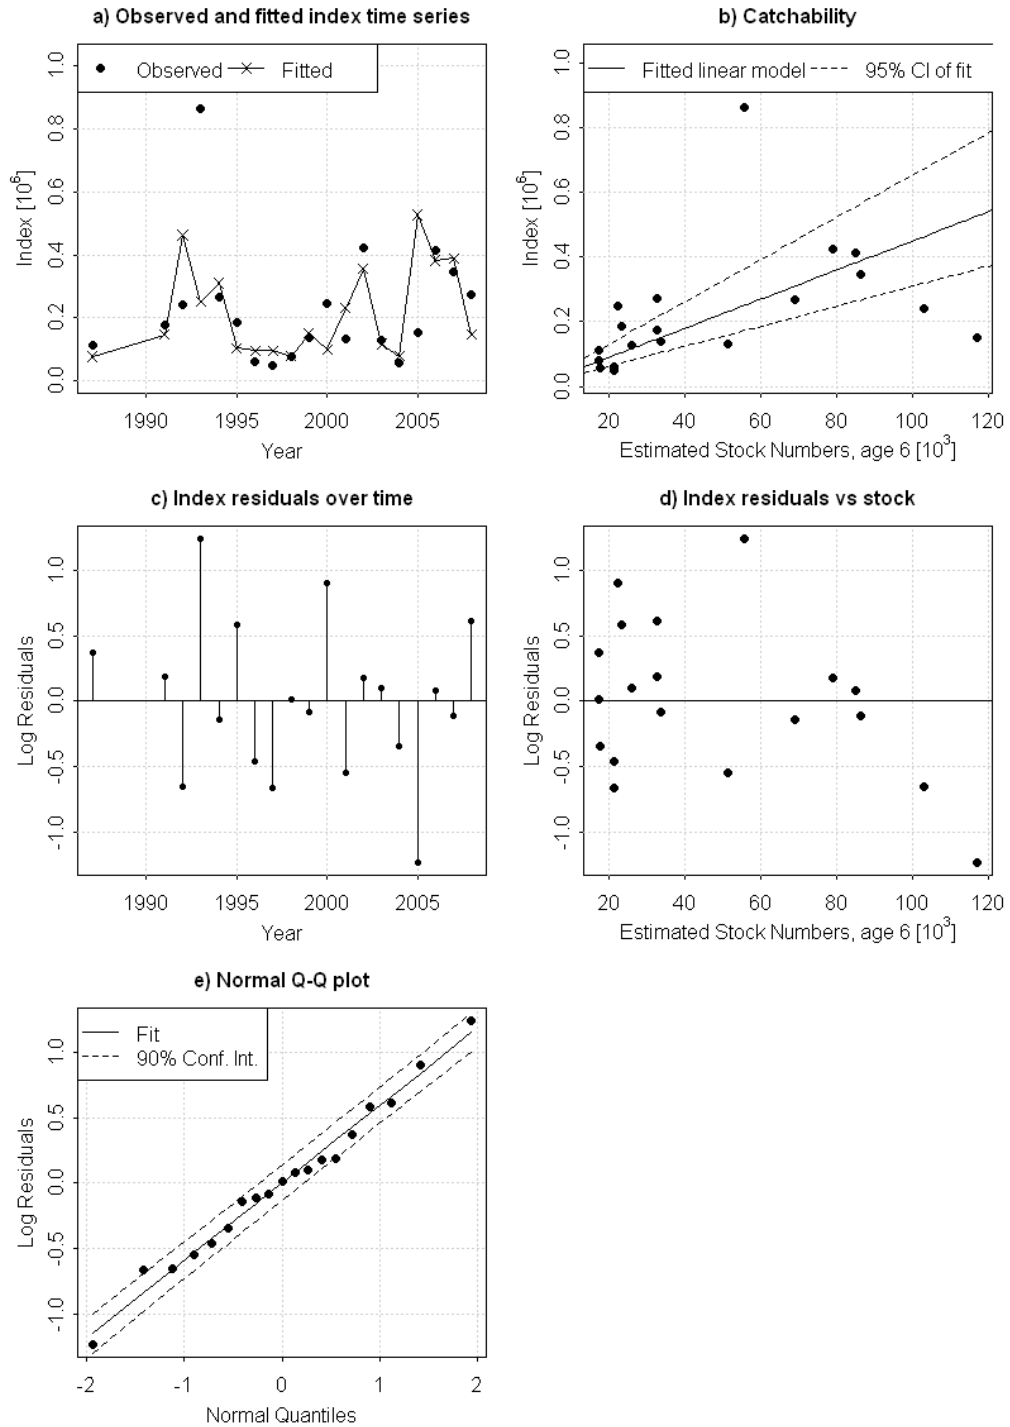 a) Observed and fitted index time series
Observed
Fitted
Index [10^6]
0.0 0.2 0.4 0.6 0.8 1.0
1990 1995 2000 2005
Year
b) Catchability
Fitted linear model
95% CI of fit
Index [10^6]
0.0 0.2 0.4 0.6 0.8 1.0
20 40 60 80 100 120
Estimated Stock Numbers, age 6 [10^3]
c) Index residuals over time
Log Residuals
-1.0 -0.5 0.0 0.5 1.0
1990 1995 2000 2005
Year
d) Index residuals vs stock
Log Residuals
-1.0 -0.5 0.0 0.5 1.0
20 40 60 80 100 120
Estimated Stock Numbers, age 6 [10^3]
e) Normal Q-Q plot
Fit
90% Conf. Int.
Log Residuals
-1.0 -0.5 0.0 0.5 1.0
-2 -1 0 1 2
Normal Quantiles